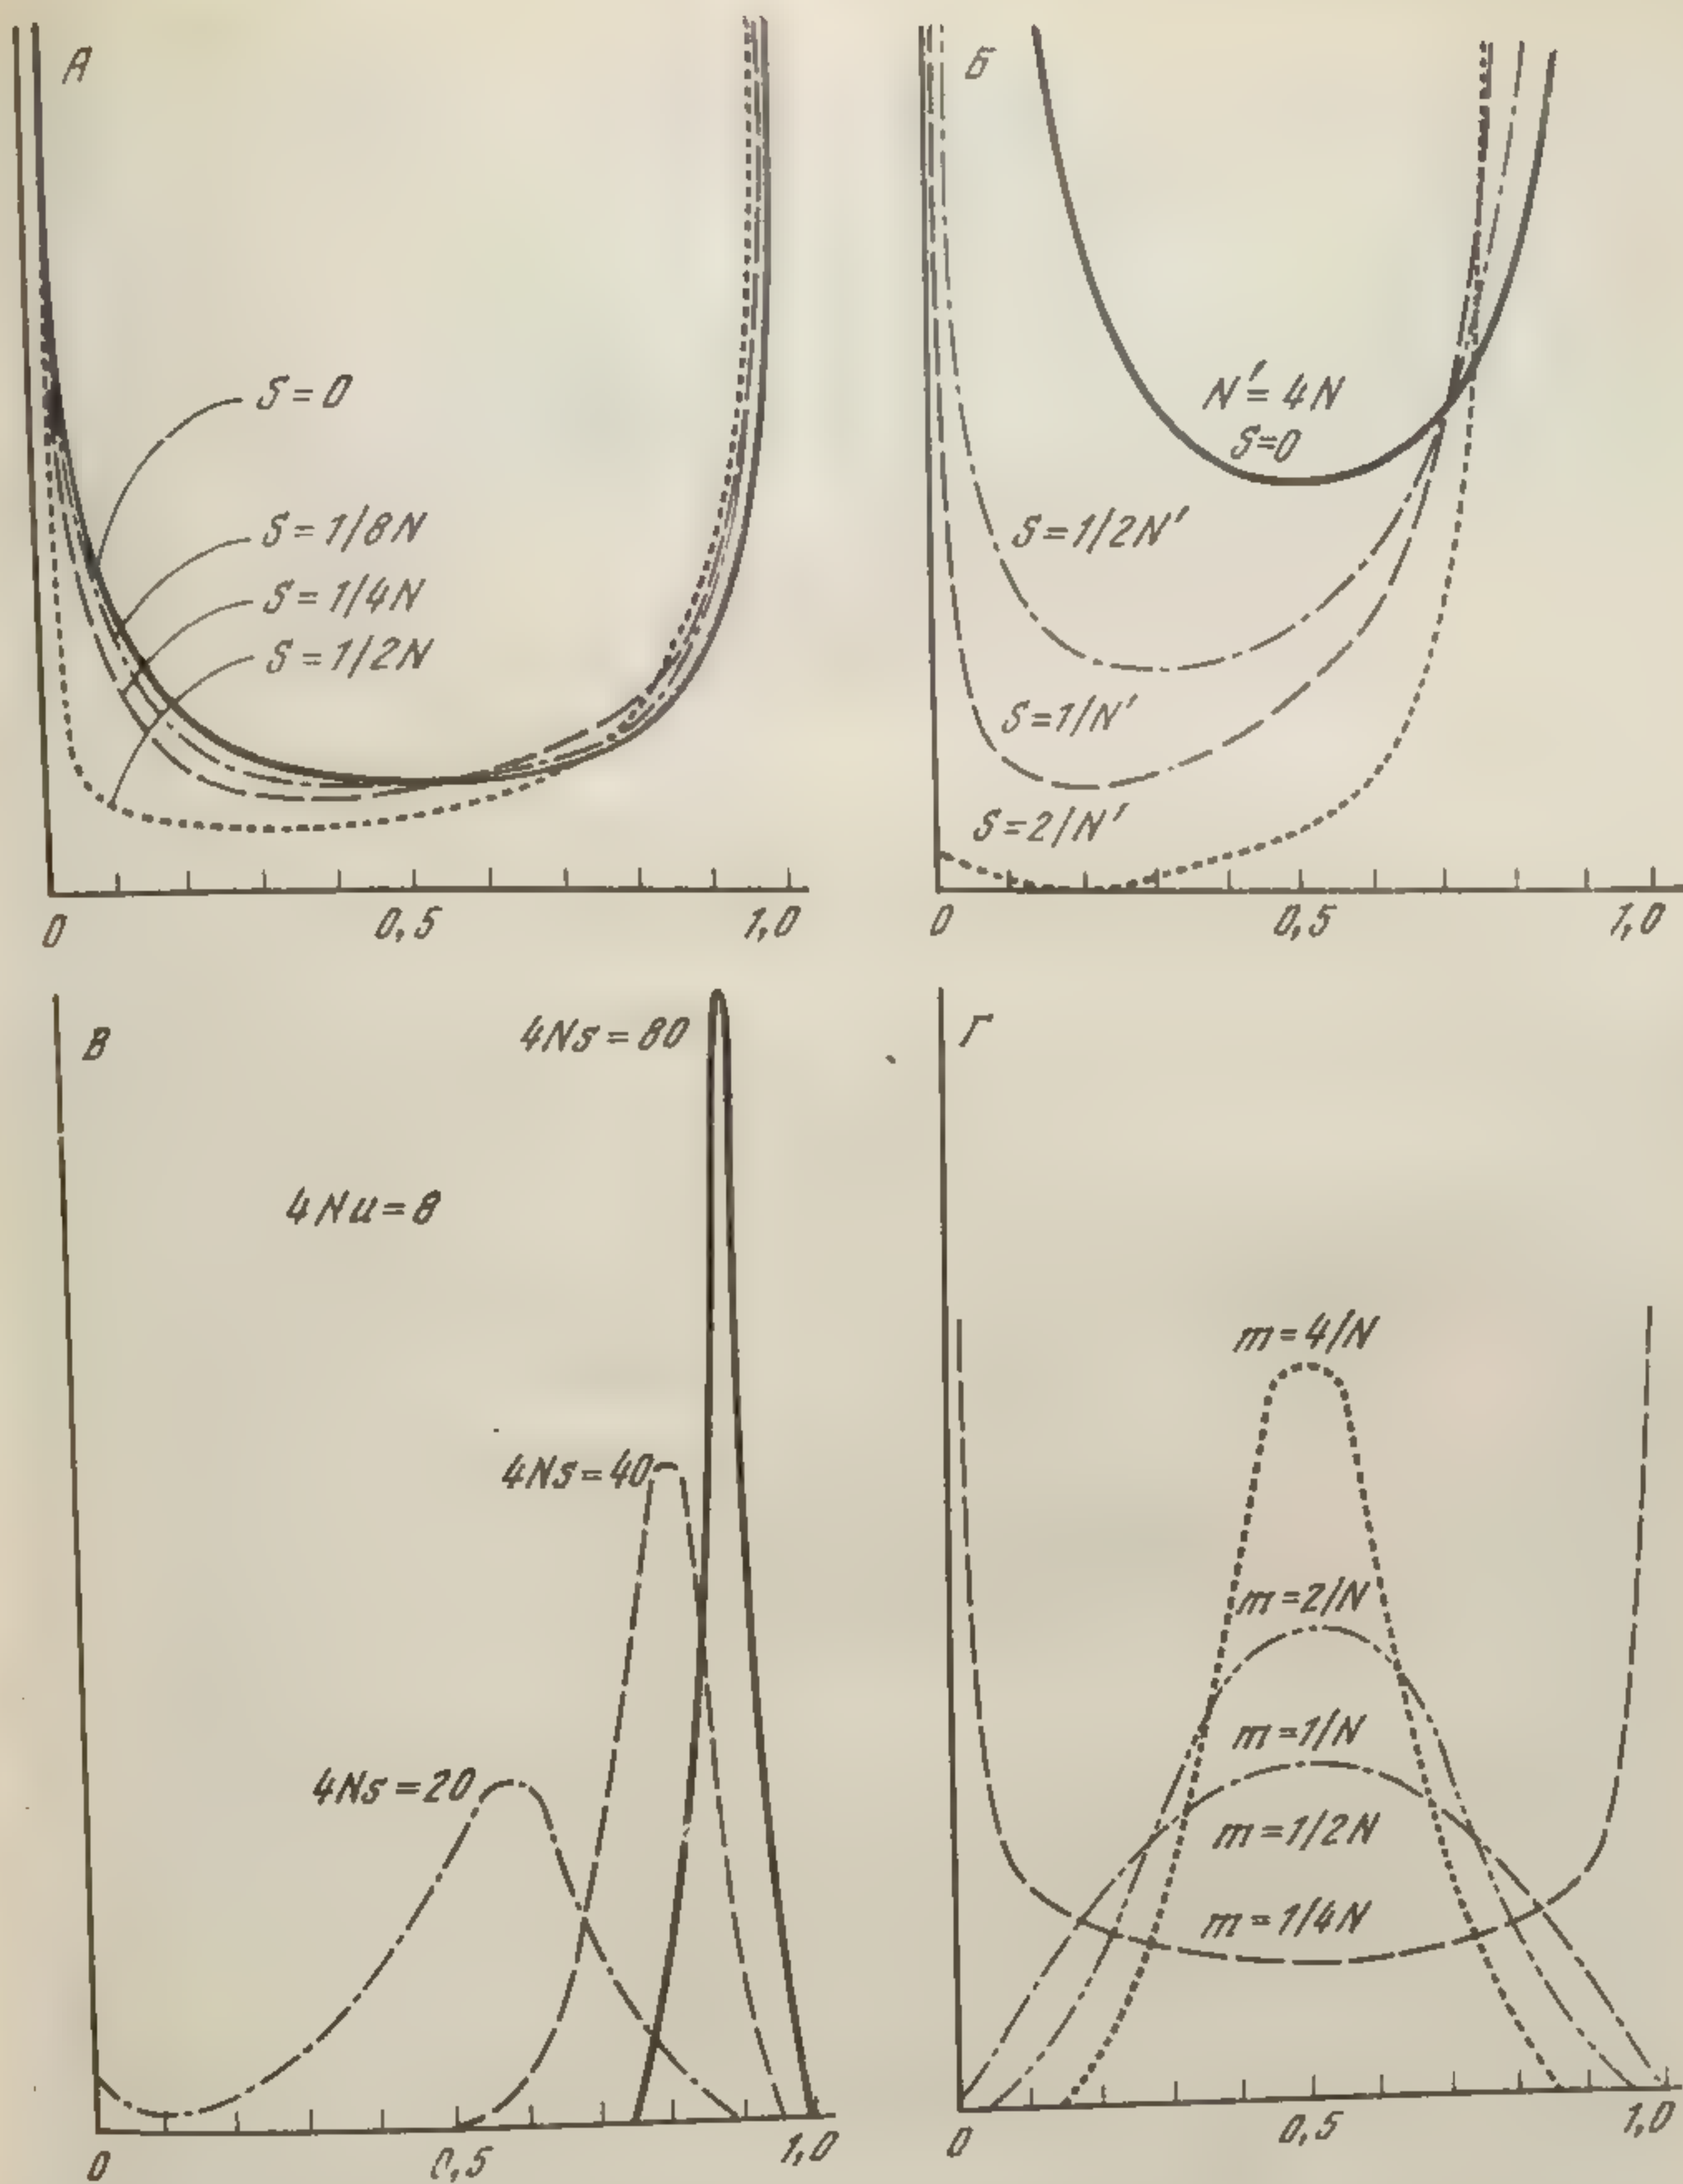 А
S=0
S=1/8N
S=1/4N
S=1/2N
0
0,5
1,0
Б
N'=4N
S=0
S=1/2N'
S=1/N'
S=2/N'
0
0,5
1,0
В
4Ns=80
4Nu=8
4Ns=40
4Ns=20
0
0,5
1,0
Г
m=4/N
m=2/N
m=1/N
m=1/2N
m=1/4N
0
0,5
1,0